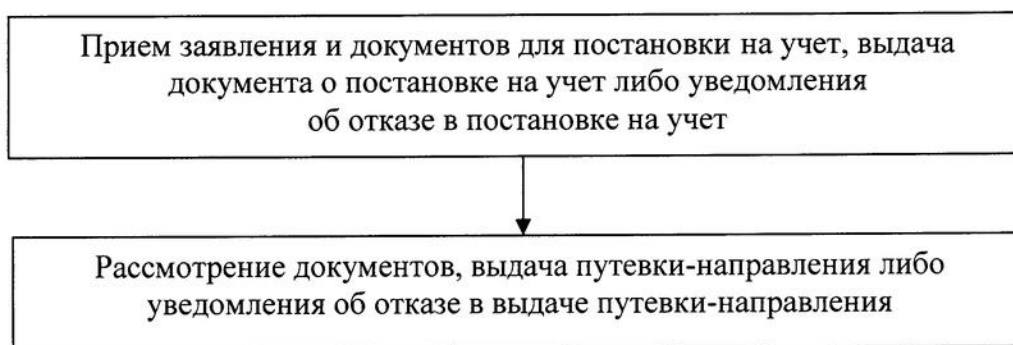 Прием заявления и документов для постановки на учет, выдача
документа о постановке на учет либо уведомления
об отказе в постановке на учет
Рассмотрение документов, выдача путевки-направления либо
уведомления об отказе в выдаче путевки-направления